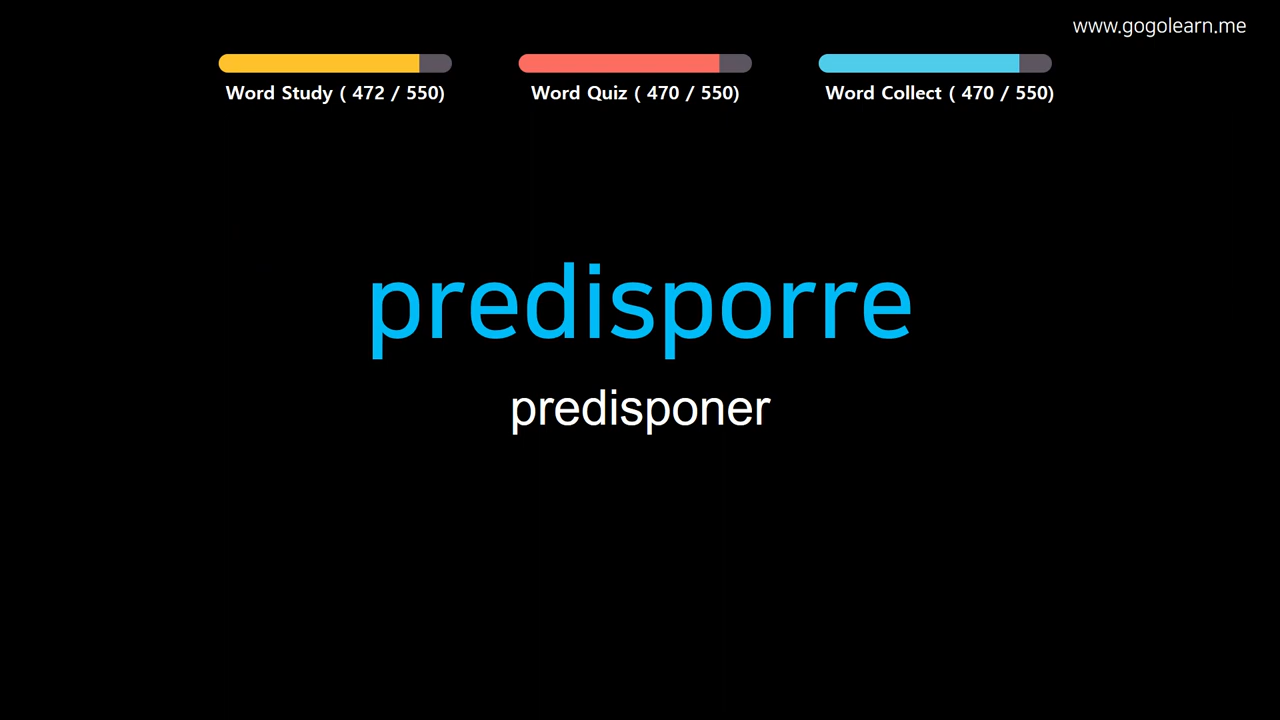 www.gogolearn.me
Word Study ( 472 / 550)
Word Quiz ( 470 / 550)
Word Collect ( 470 / 550)
predisporre
predisponer